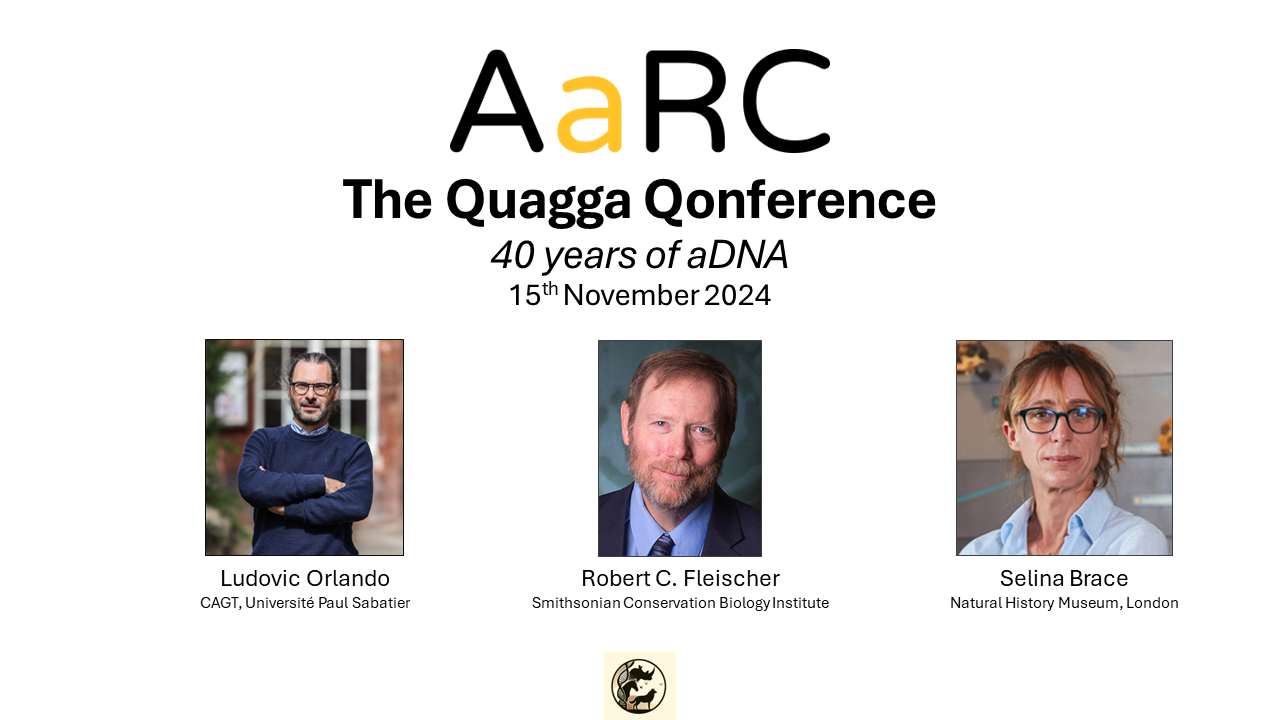 AaRC
The Quagga Qonference
40 years of aDNA
15th November 2024
Ludovic Orlando
CAGT, Université Paul Sabatier
Robert C. Fleischer
Smithsonian Conservation Biology Institute
Selina Brace
Natural History Museum, London